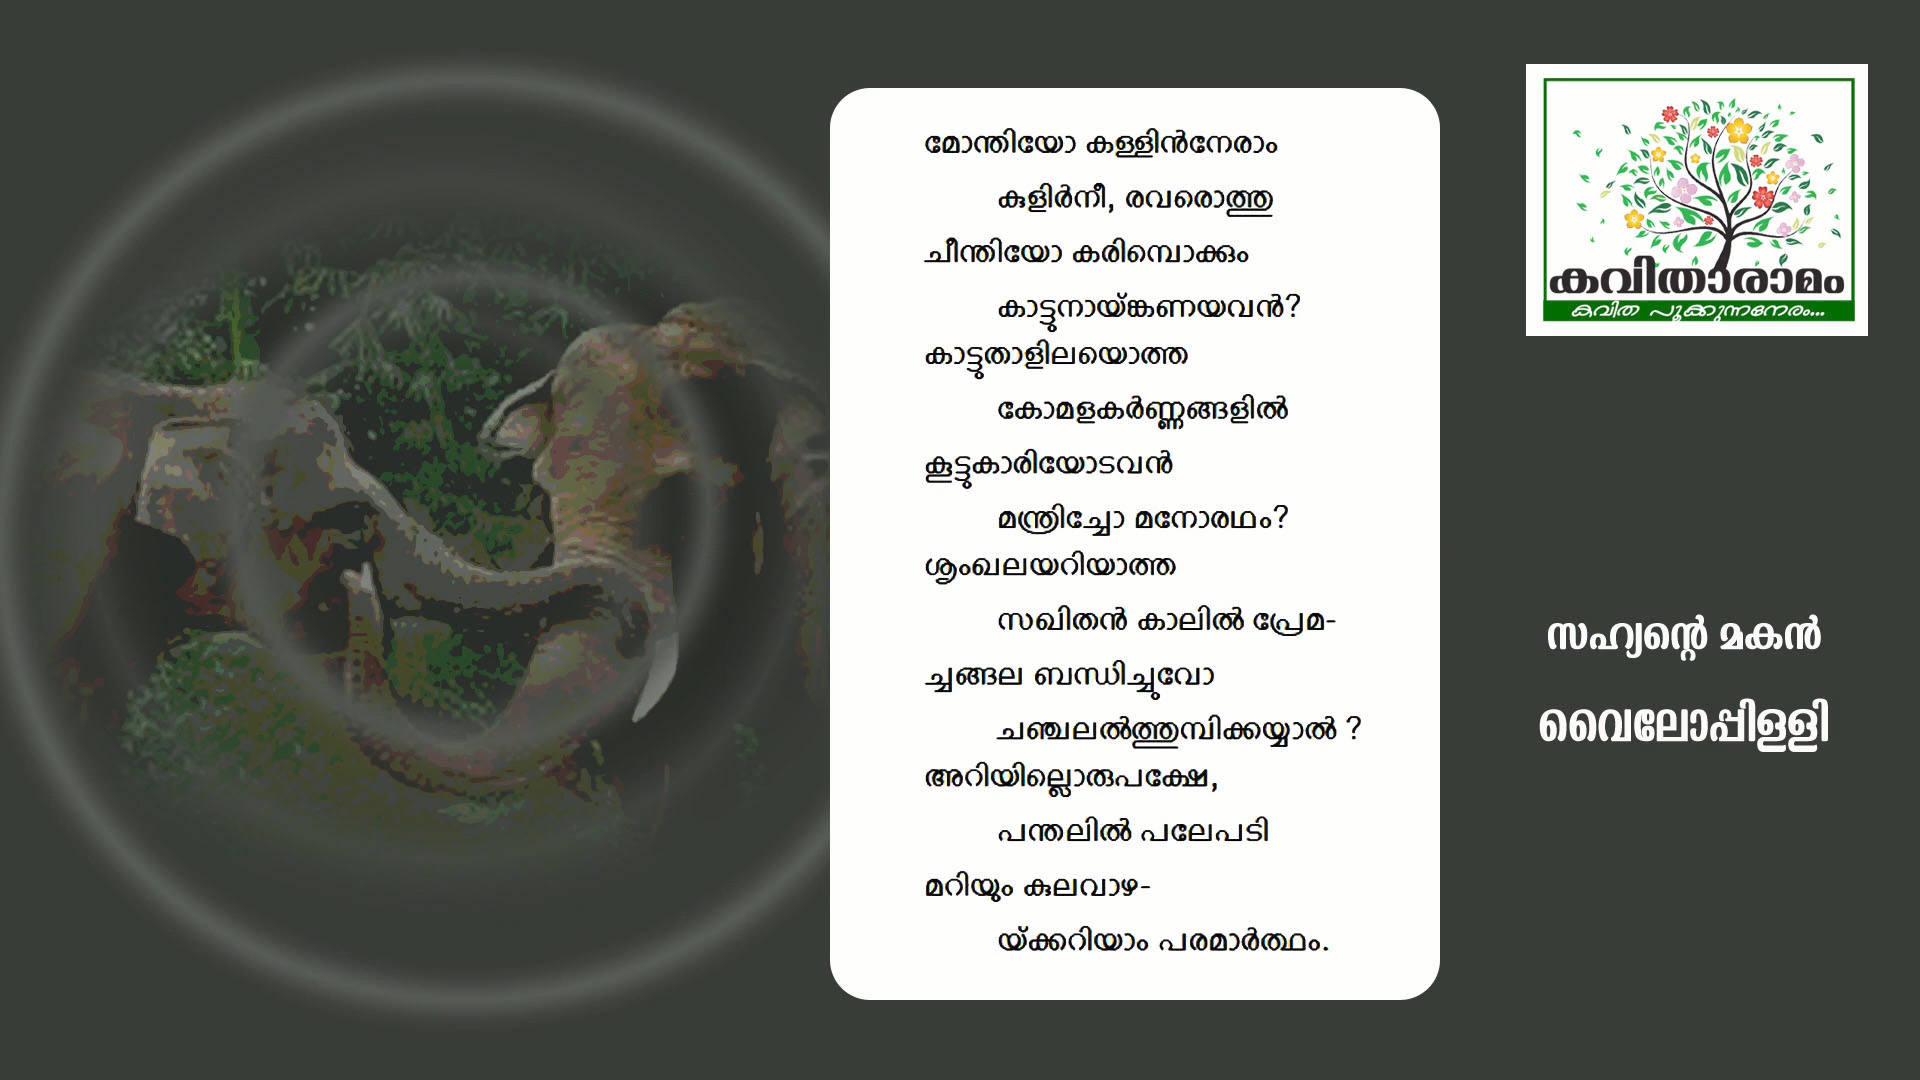 മോന്തിയോ കള്ളിൻനേരാം
കുളിർനീ, രവരൊത്തു
ചീന്തിയോ കരിമ്പൊക്കും
കാട്ടുനായ്ങ്കണയവൻ?
കാട്ടുതാളിലയൊത്ത
കോമളകർണ്ണങ്ങളിൽ
കൂട്ടുകാരിയോടവൻ
മന്ത്രിച്ചോ മനോരഥം?
ശൃംഖലയറിയാത്ത
സഖിതൻ കാലിൽ പ്രേമ-
ച്ചങ്ങല ബന്ധിച്ചുവോ
ചഞ്ചലൽത്തുമ്പിക്കയ്യാൽ ?
അറിയില്ലൊരുപക്ഷേ,
പന്തലിൽ പലേപടി
മറിയും കുലവാഴ-
യ്ക്കറിയാം പരമാർത്ഥം.
കവിതാരാമം
കവിത പൂക്കുന്നനേരം...
സഹ്യന്റെ മകൻ
വൈലോപ്പിള്ളി